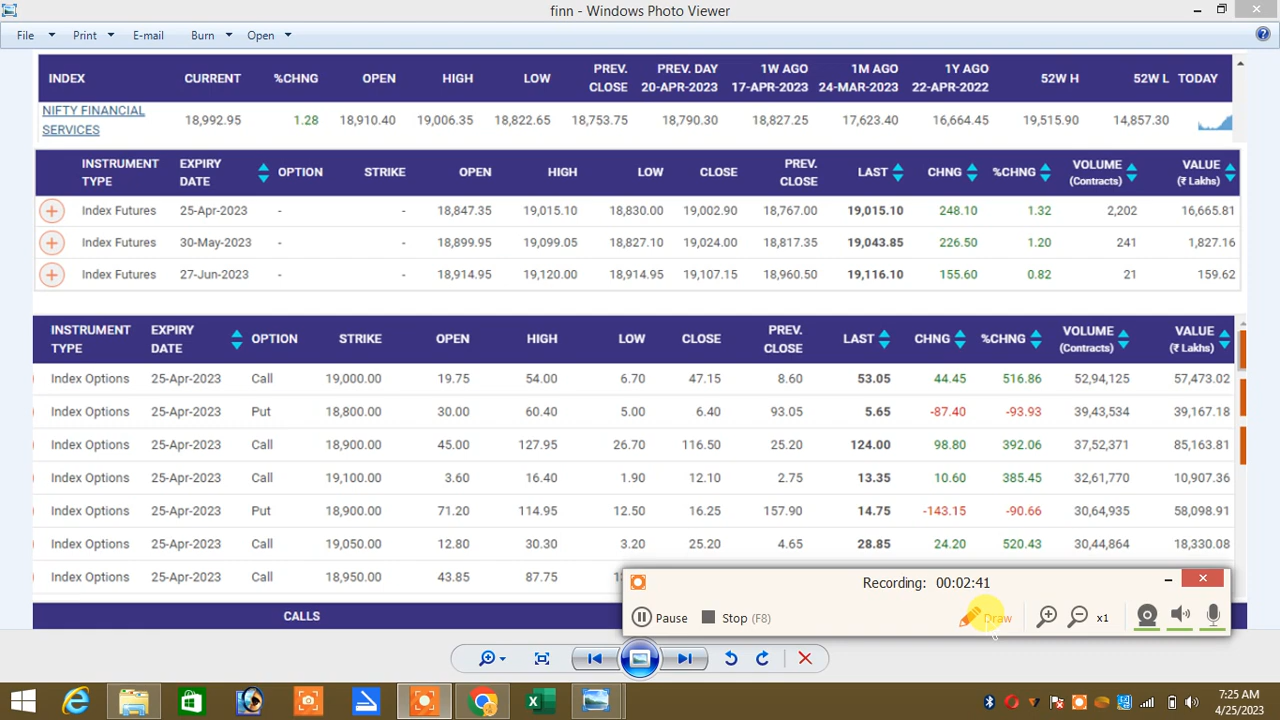 finn - Windows Photo Viewer
File Print E-mail Burn Open
INDEX CURRENT %CHNG OPEN HIGH LOW PREV. CLOSE PREV. DAY 20-APR-2023 1W AGO 17-APR-2023 1M AGO 24-MAR-2023 1Y AGO 22-APR-2022 52W H 52W L TODAY
NIFTY FINANCIAL SERVICES 18,992.95 1.28 18,910.40 19,006.35 18,822.65 18,753.75 18,790.30 18,827.25 17,623.40 16,664.45 19,515.90 14,857.30
INSTRUMENT TYPE EXPIRY DATE OPTION STRIKE OPEN HIGH LOW CLOSE PREV. CLOSE LAST CHNG %CHNG VOLUME (Contracts) VALUE (₹ Lakhs)
Index Futures 25-Apr-2023 - - 18,847.35 19,015.10 18,830.00 19,002.90 18,767.00 19,015.10 248.10 1.32 2,202 16,665.81
Index Futures 30-May-2023 - - 18,899.95 19,099.05 18,827.10 19,024.00 18,817.35 19,043.85 226.50 1.20 241 1,827.16
Index Futures 27-Jun-2023 - - 18,914.95 19,120.00 18,914.95 19,107.15 18,960.50 19,116.10 155.60 0.82 21 159.62
INSTRUMENT TYPE EXPIRY DATE OPTION STRIKE OPEN HIGH LOW CLOSE PREV. CLOSE LAST CHNG %CHNG VOLUME (Contracts) VALUE (₹ Lakhs)
Index Options 25-Apr-2023 Call 19,000.00 19.75 54.00 6.70 47.15 8.60 53.05 44.45 516.86 52,94,125 57,473.02
Index Options 25-Apr-2023 Put 18,800.00 30.00 60.40 5.00 6.40 93.05 5.65 -87.40 -93.93 39,43,534 39,167.18
Index Options 25-Apr-2023 Call 18,900.00 45.00 127.95 26.70 116.50 25.20 124.00 98.80 392.06 37,52,371 85,163.81
Index Options 25-Apr-2023 Call 19,100.00 3.60 16.40 1.90 12.10 2.75 13.35 10.60 385.45 32,61,770 10,907.36
Index Options 25-Apr-2023 Put 18,900.00 71.20 114.95 12.50 16.25 157.90 14.75 -143.15 -90.66 30,64,935 58,098.91
Index Options 25-Apr-2023 Call 19,050.00 12.80 30.30 3.20 25.20 4.65 28.85 24.20 520.43 30,44,864 18,330.08
Index Options 25-Apr-2023 Call 18,950.00 43.85 87.75
Recording: 00:02:41
CALLS
Pause Stop (F8) Draw x1
7:25 AM
4/25/2023